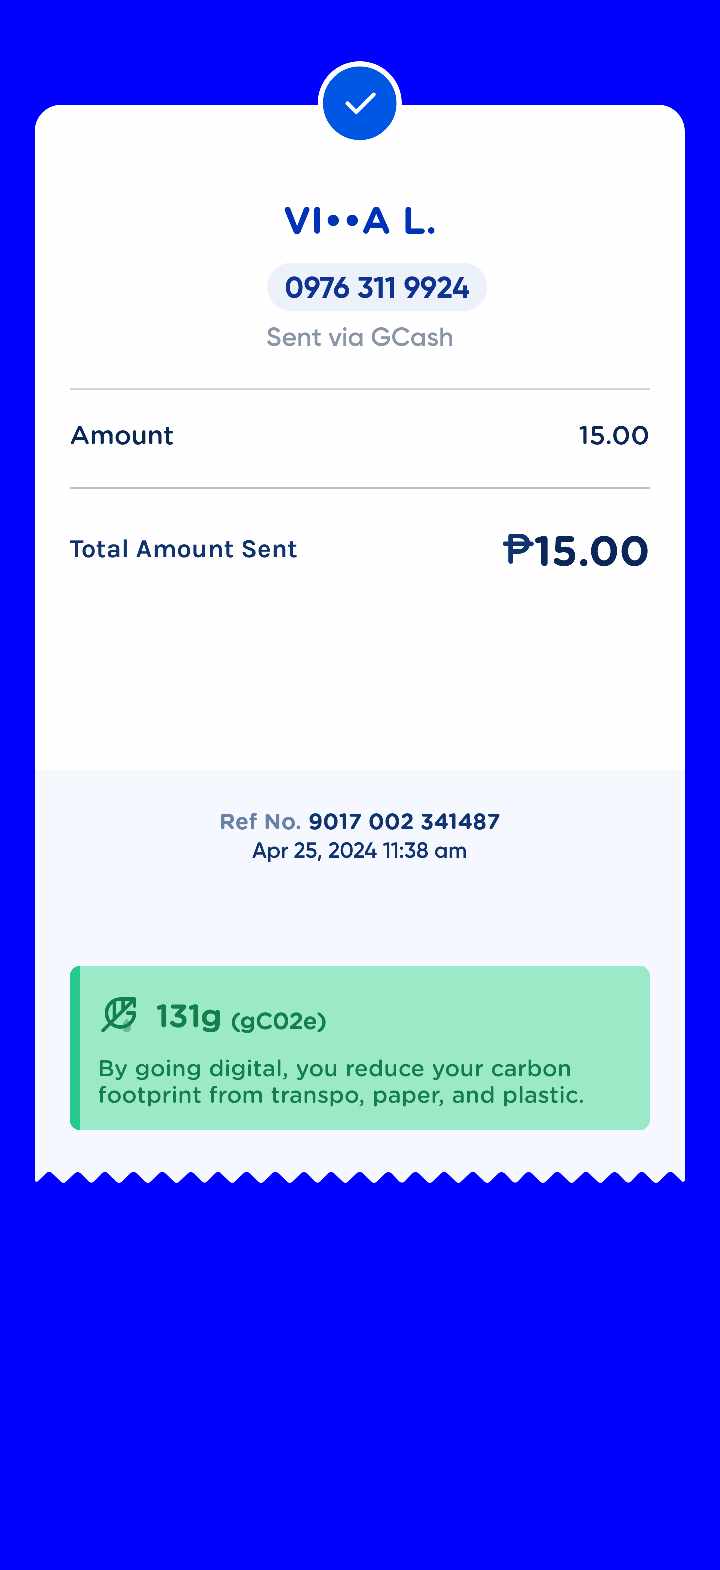 VI••A L.
0976 311 9924
Sent via GCash
Amount 15.00
Total Amount Sent ₱15.00
Ref No. 9017 002 341487
Apr 25, 2024 11:38 am
131g (gC02e)
By going digital, you reduce your carbon
footprint from transpo, paper, and plastic.